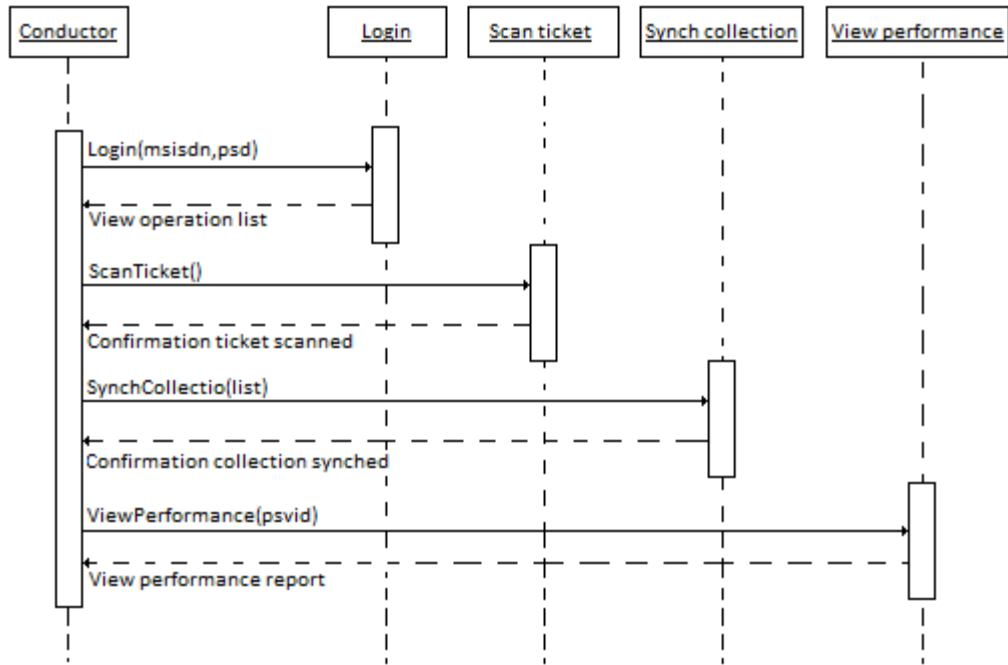 Conductor
Login
Scan ticket
Synch collection
View performance
Login(msisdn,psd)
View operation list
ScanTicket()
Confirmation ticket scanned
SynchCollectio(list)
Confirmation collection synched
ViewPerformance(psvid)
View performance report